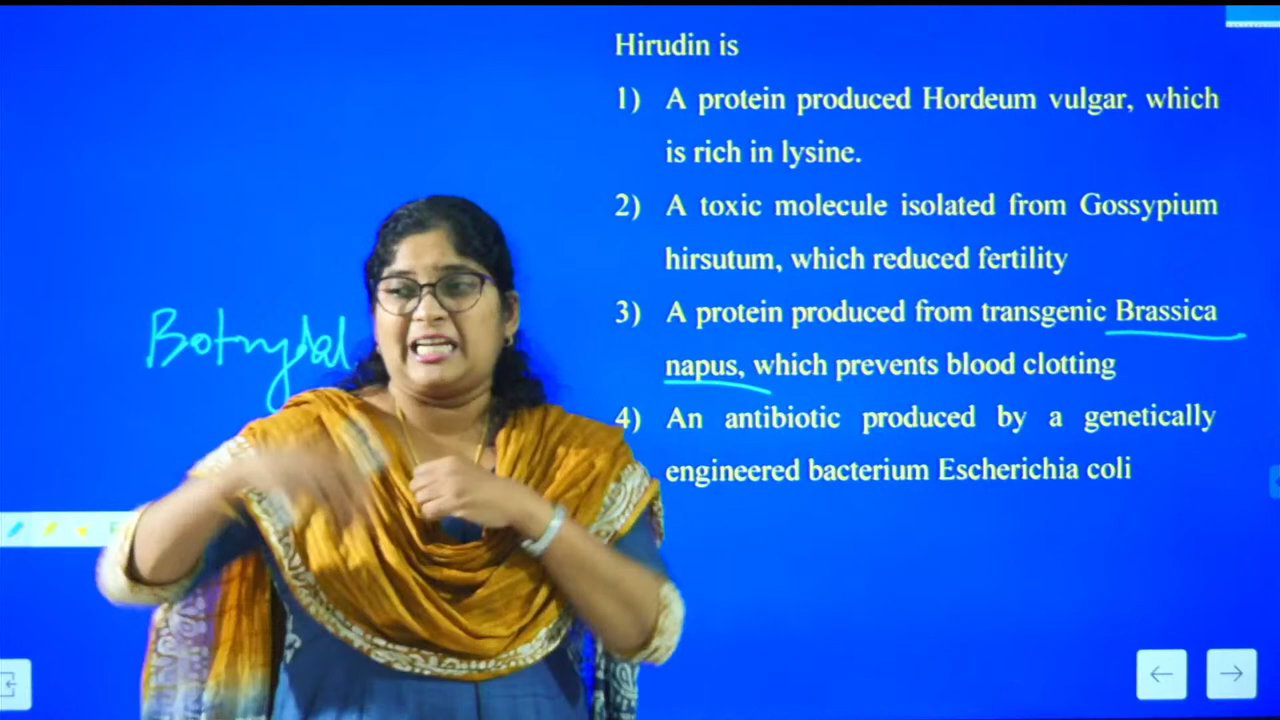 Hirudin is
1) A protein produced Hordeum vulgar, which
is rich in lysine.
2) A toxic molecule isolated from Gossypium
hirsutum, which reduced fertility
3) A protein produced from transgenic Brassica
napus, which prevents blood clotting
4) An antibiotic produced by a genetically
engineered bacterium Escherichia coli